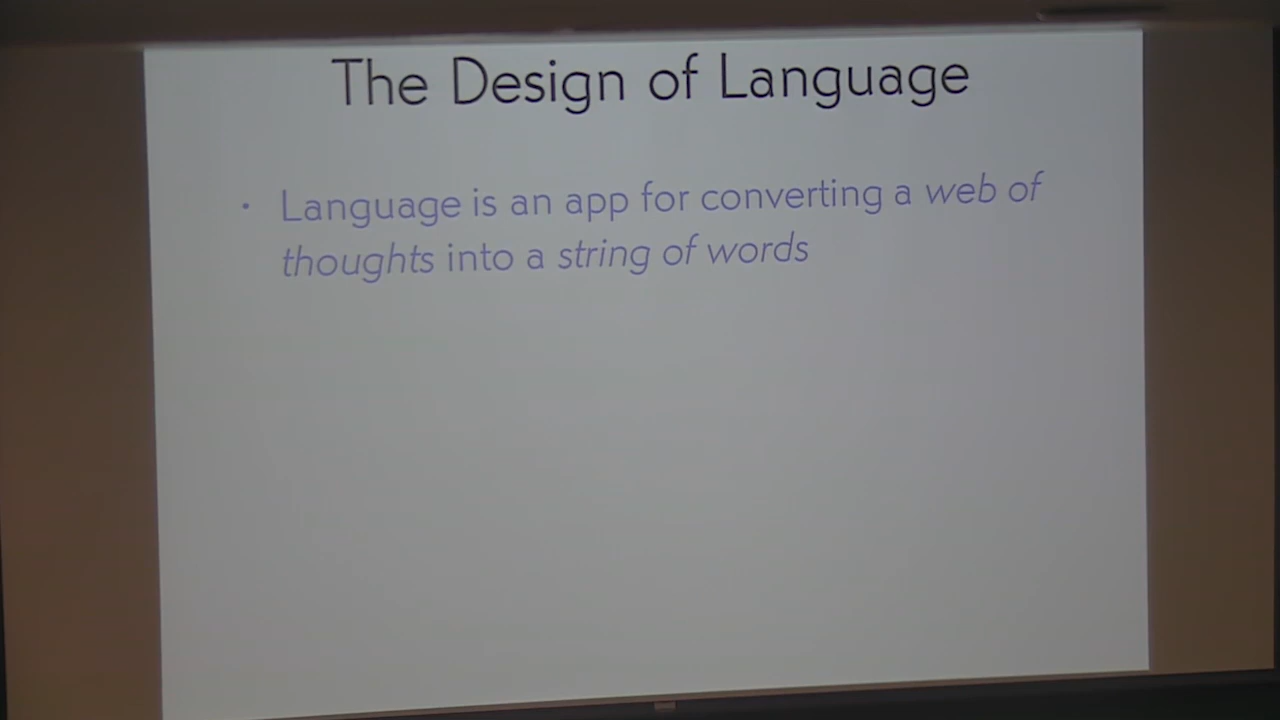 The Design of Language
• Language is an app for converting a web of
thoughts into a string of words